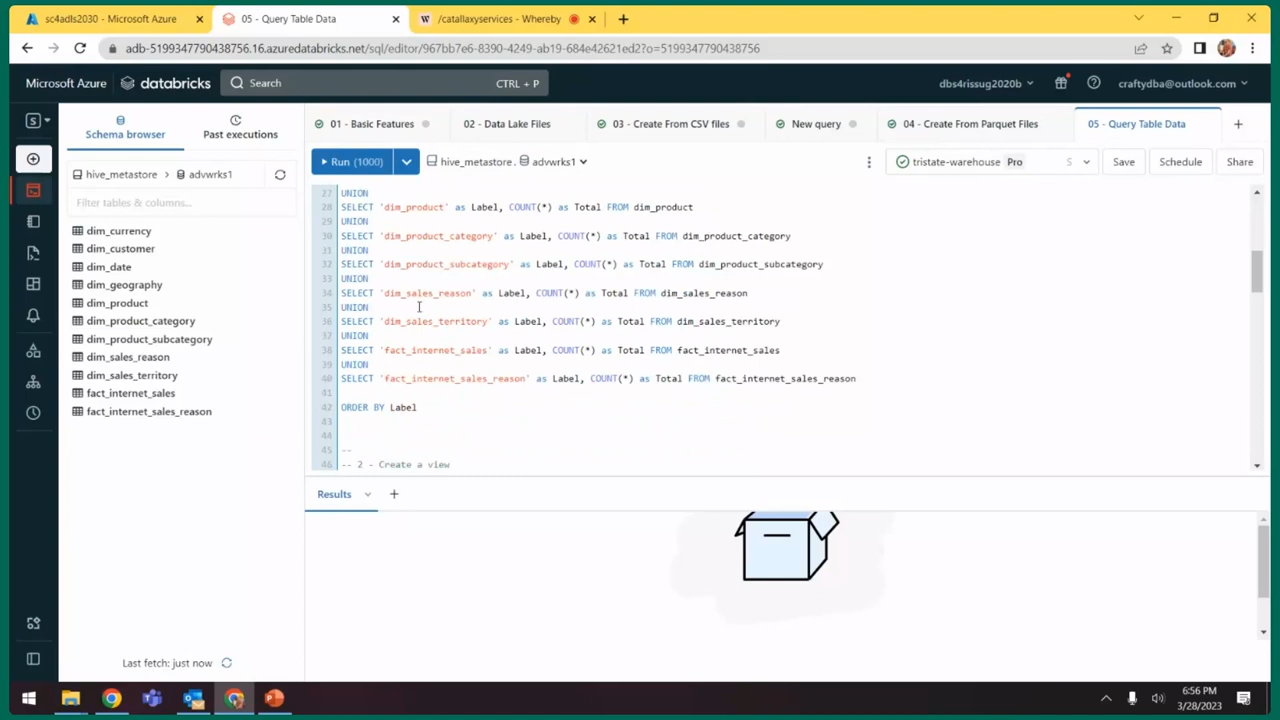 sc4adls2030 - Microsoft Azure
05 - Query Table Data
/catallaxyservices - Whereby
adb-5199347790438756.16.azuredatabricks.net/sql/editor/967bb7e6-8390-4249-ab19-684e42621ed2?o=5199347790438756
Microsoft Azure databricks Search CTRL + P dbs4rissug2020b craftydba@outlook.com
S
Schema browser
Past executions
01 - Basic Features
02 - Data Lake Files
03 - Create From CSV files
New query
04 - Create From Parquet Files
05 - Query Table Data
hive_metastore
advwrks1
Filter tables & columns...
dim_currency
dim_customer
dim_date
dim_geography
dim_product
dim_product_category
dim_product_subcategory
dim_sales_reason
dim_sales_territory
fact_internet_sales
fact_internet_sales_reason
Last fetch: just now
Run (1000)
hive_metastore. advwrks1
tristate-warehouse Pro S
Save
Schedule
Share
27 UNION
28 SELECT 'dim_product' as Label, COUNT(*) as Total FROM dim_product
29 UNION
30 SELECT 'dim_product_category' as Label, COUNT(*) as Total FROM dim_product_category
31 UNION
32 SELECT 'dim_product_subcategory' as Label, COUNT(*) as Total FROM dim_product_subcategory
33 UNION
34 SELECT 'dim_sales_reason' as Label, COUNT(*) as Total FROM dim_sales_reason
35 UNION
36 SELECT 'dim_sales_territory' as Label, COUNT(*) as Total FROM dim_sales_territory
37 UNION
38 SELECT 'fact_internet_sales' as Label, COUNT(*) as Total FROM fact_internet_sales
39 UNION
40 SELECT 'fact_internet_sales_reason' as Label, COUNT(*) as Total FROM fact_internet_sales_reason
41
42 ORDER BY Label
43
44
45 --
46 -- 2 - Create a view
Results
6:56 PM
3/28/2023